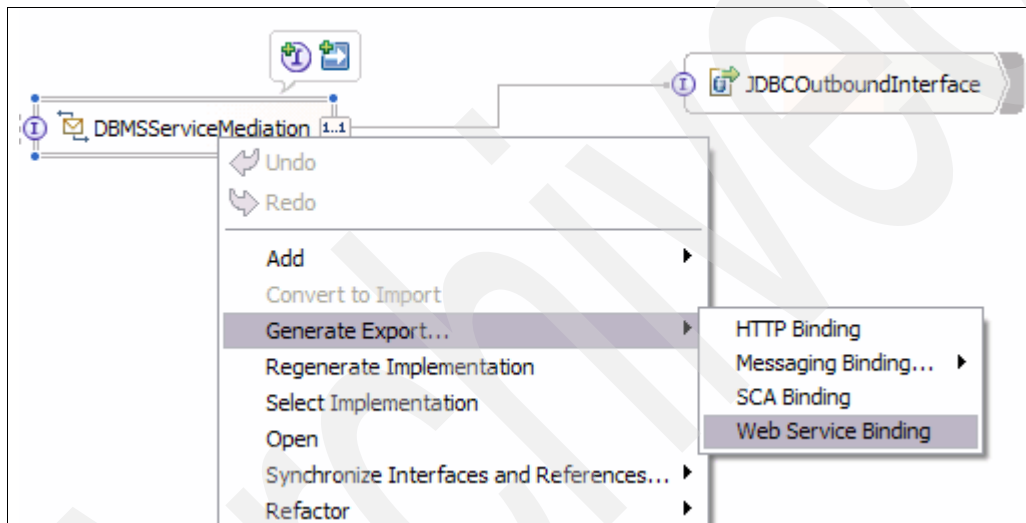 JDBCOutboundInterface
DBMSServiceMediation 1..1
Undo
Redo
Add
Convert to Import
Generate Export...
HTTP Binding
Regenerate Implementation
Messaging Binding...
Select Implementation
SCA Binding
Open
Web Service Binding
Synchronize Interfaces and References...
Refactor